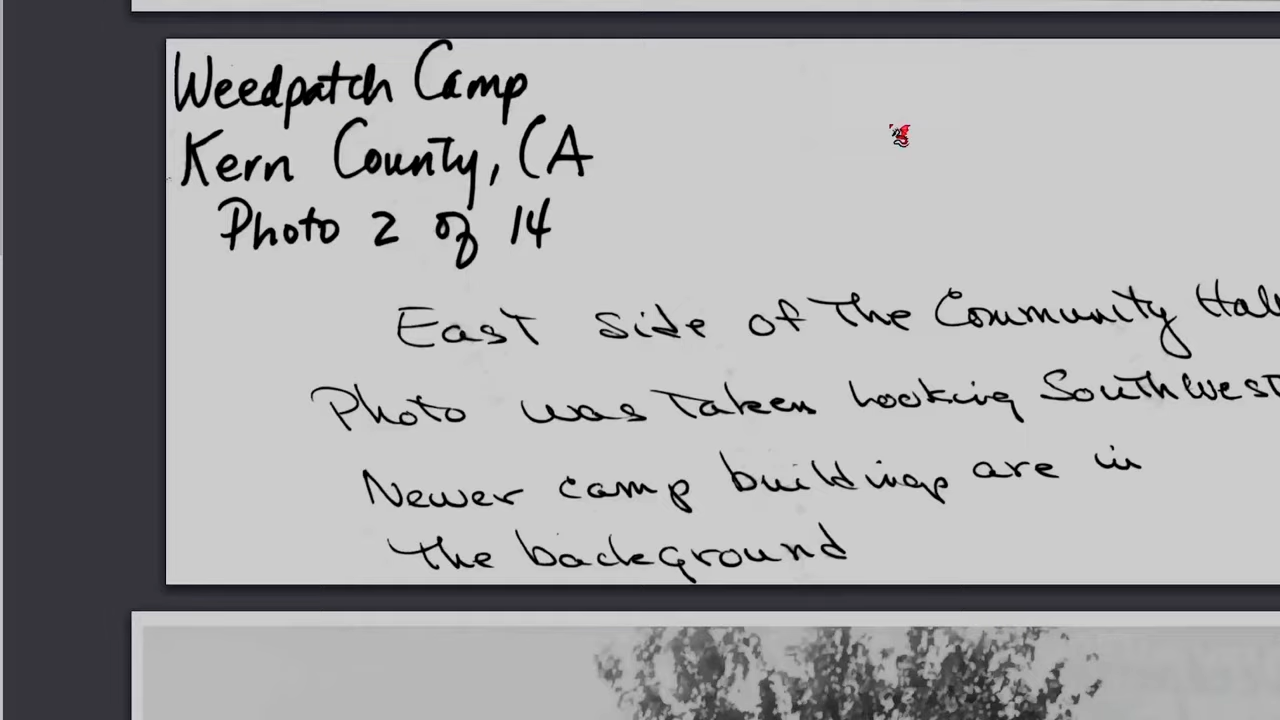 Weedpatch Camp
Kern County, CA
Photo 2 of 14
East side of the Community Hall
Photo was taken looking Southwest
Newer camp buildings are in
the background